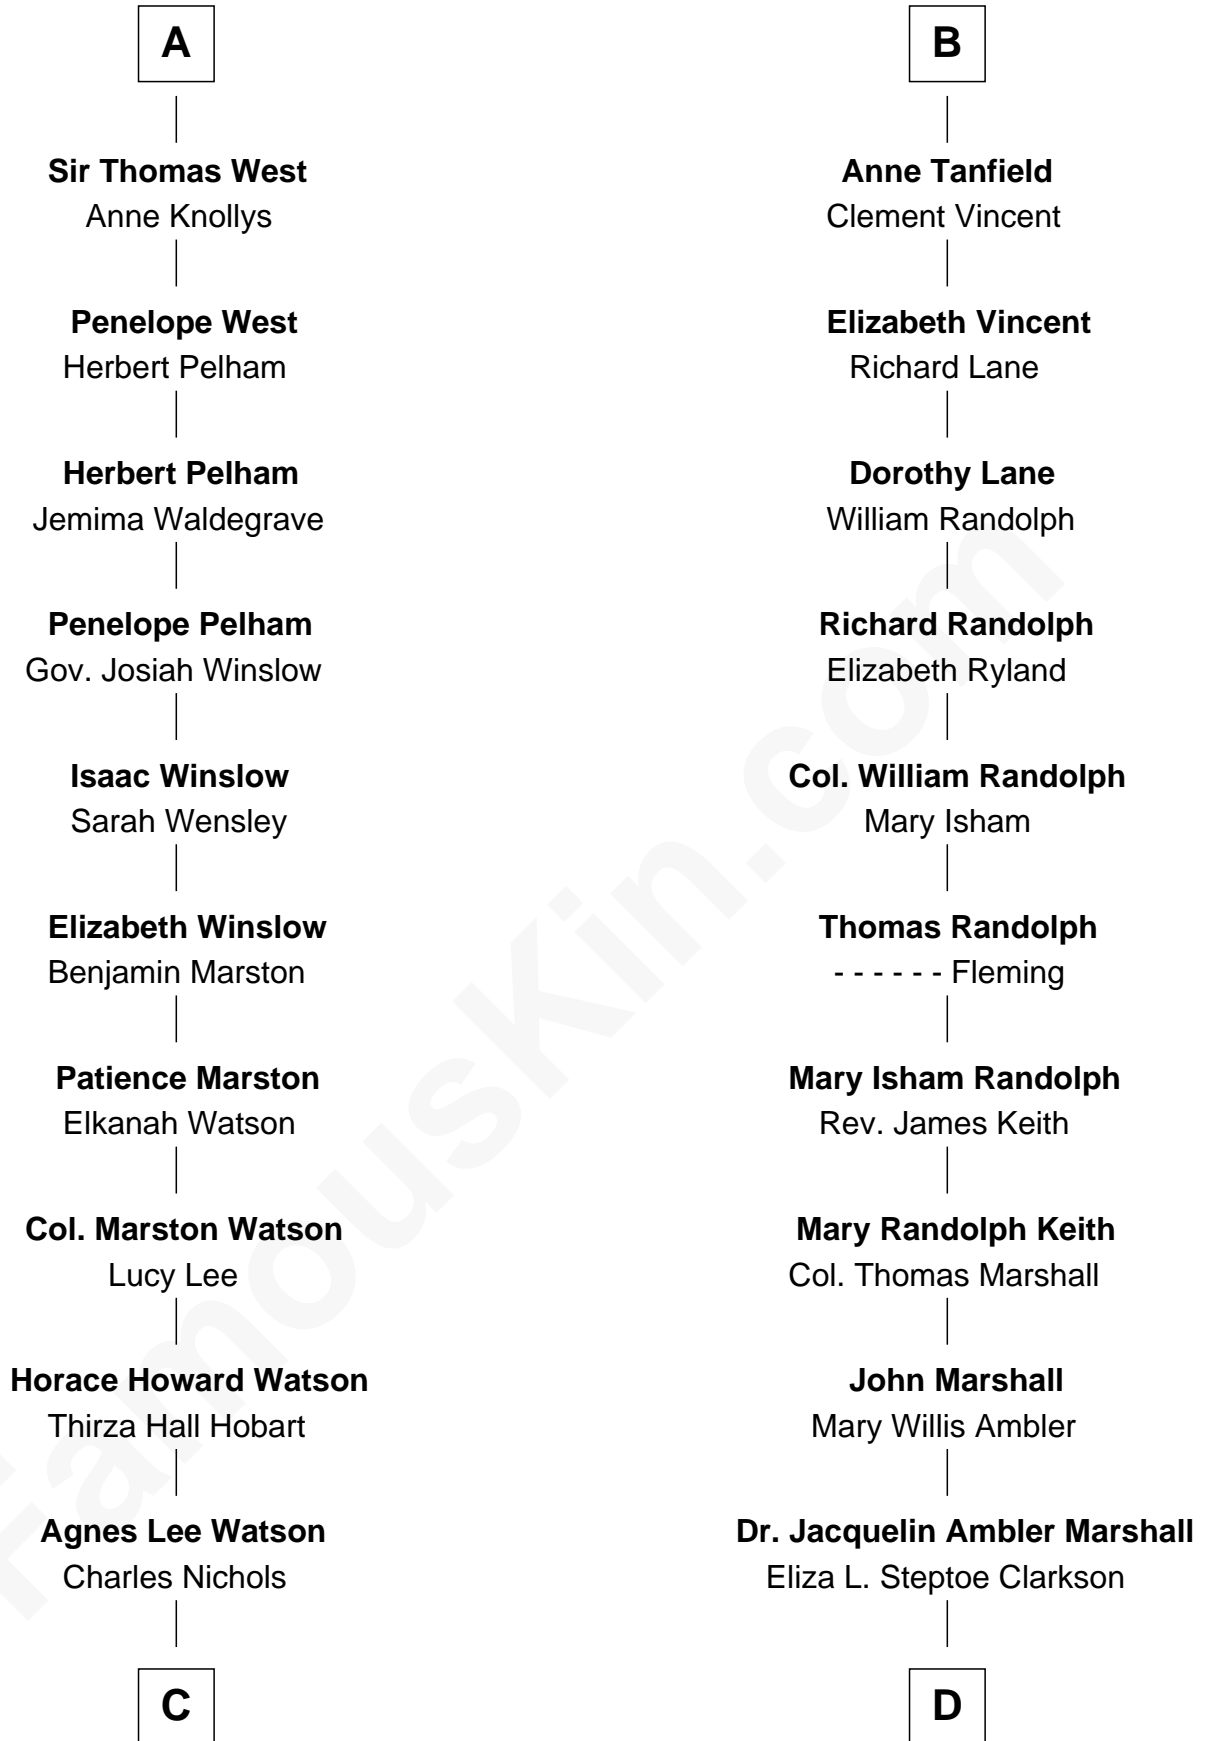 A
Sir Thomas West
Anne Knollys
Penelope West
Herbert Pelham
Herbert Pelham
Jemima Waldegrave
Penelope Pelham
Gov. Josiah Winslow
Isaac Winslow
Sarah Wensley
Elizabeth Winslow
Benjamin Marston
Patience Marston
Elkanah Watson
Col. Marston Watson
Lucy Lee
Horace Howard Watson
Thirza Hall Hobart
Agnes Lee Watson
Charles Nichols
C
B
Anne Tanfield
Clement Vincent
Elizabeth Vincent
Richard Lane
Dorothy Lane
William Randolph
Richard Randolph
Elizabeth Ryland
Col. William Randolph
Mary Isham
Thomas Randolph
- - - - - - Fleming
Mary Isham Randolph
Rev. James Keith
Mary Randolph Keith
Col. Thomas Marshall
John Marshall
Mary Willis Ambler
Dr. Jacquelin Ambler Marshall
Eliza L. Steptoe Clarkson
D
FamousKin.com